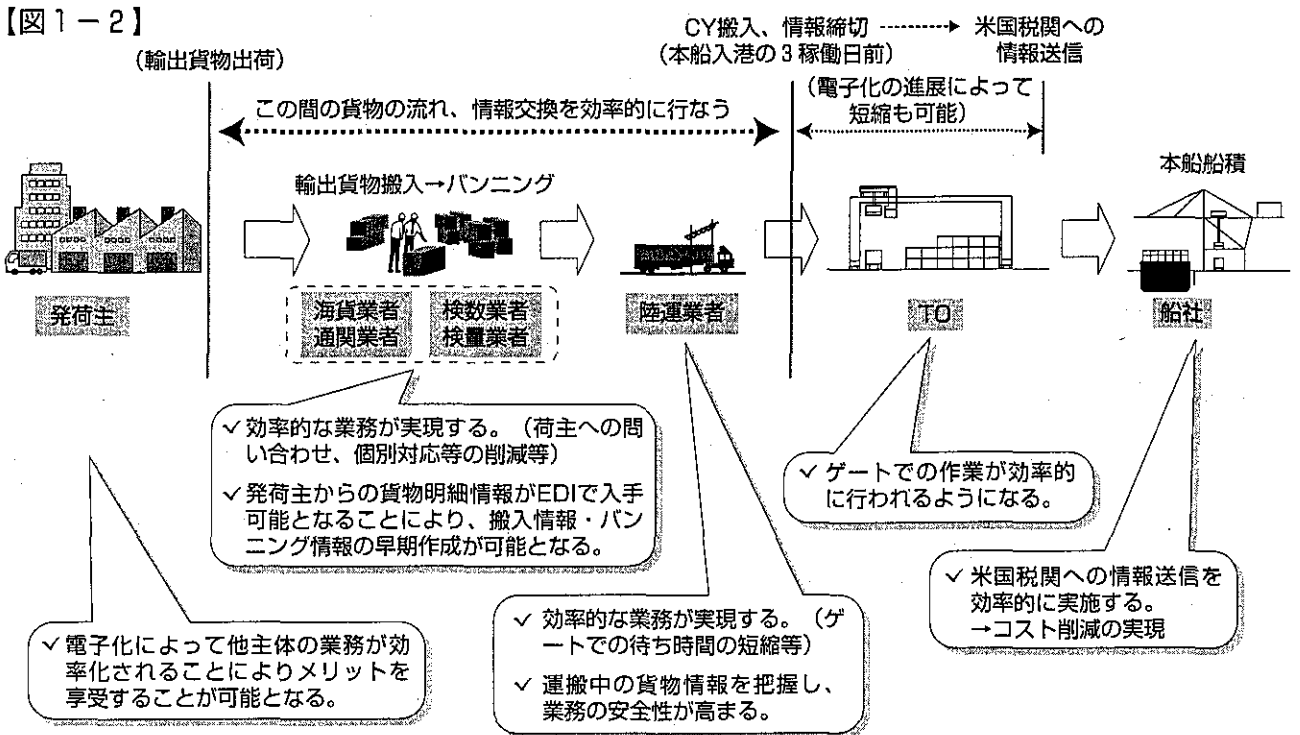 【図1－2】
(輸出貨物出荷)
CY搬入、情報締切
(本船入港の3稼働日前)
米国税関への
情報送信
この間の貨物の流れ、情報交換を効率的に行なう
(電子化の進展によって
短縮も可能)
輸出貨物搬入→バンニング
本船船積
発荷主
海貨業者
通関業者
検数業者
検量業者
陸運業者
TO
船社
✓ 効率的な業務が実現する。（荷主への問
い合わせ、個別対応等の削減等）
✓ 発荷主からの貨物明細情報がEDIで入手
可能となることにより、搬入情報・バン
ニング情報の早期作成が可能となる。
✓ ゲートでの作業が効率的
に行われるようになる。
✓ 米国税関への情報送信を
効率的に実施する。
→コスト削減の実現
✓ 電子化によって他主体の業務が効
率化されることによりメリットを
享受することが可能となる。
✓ 効率的な業務が実現する。（ゲ
ートでの待ち時間の短縮等）
✓ 運搬中の貨物情報を把握し、
業務の安全性が高まる。